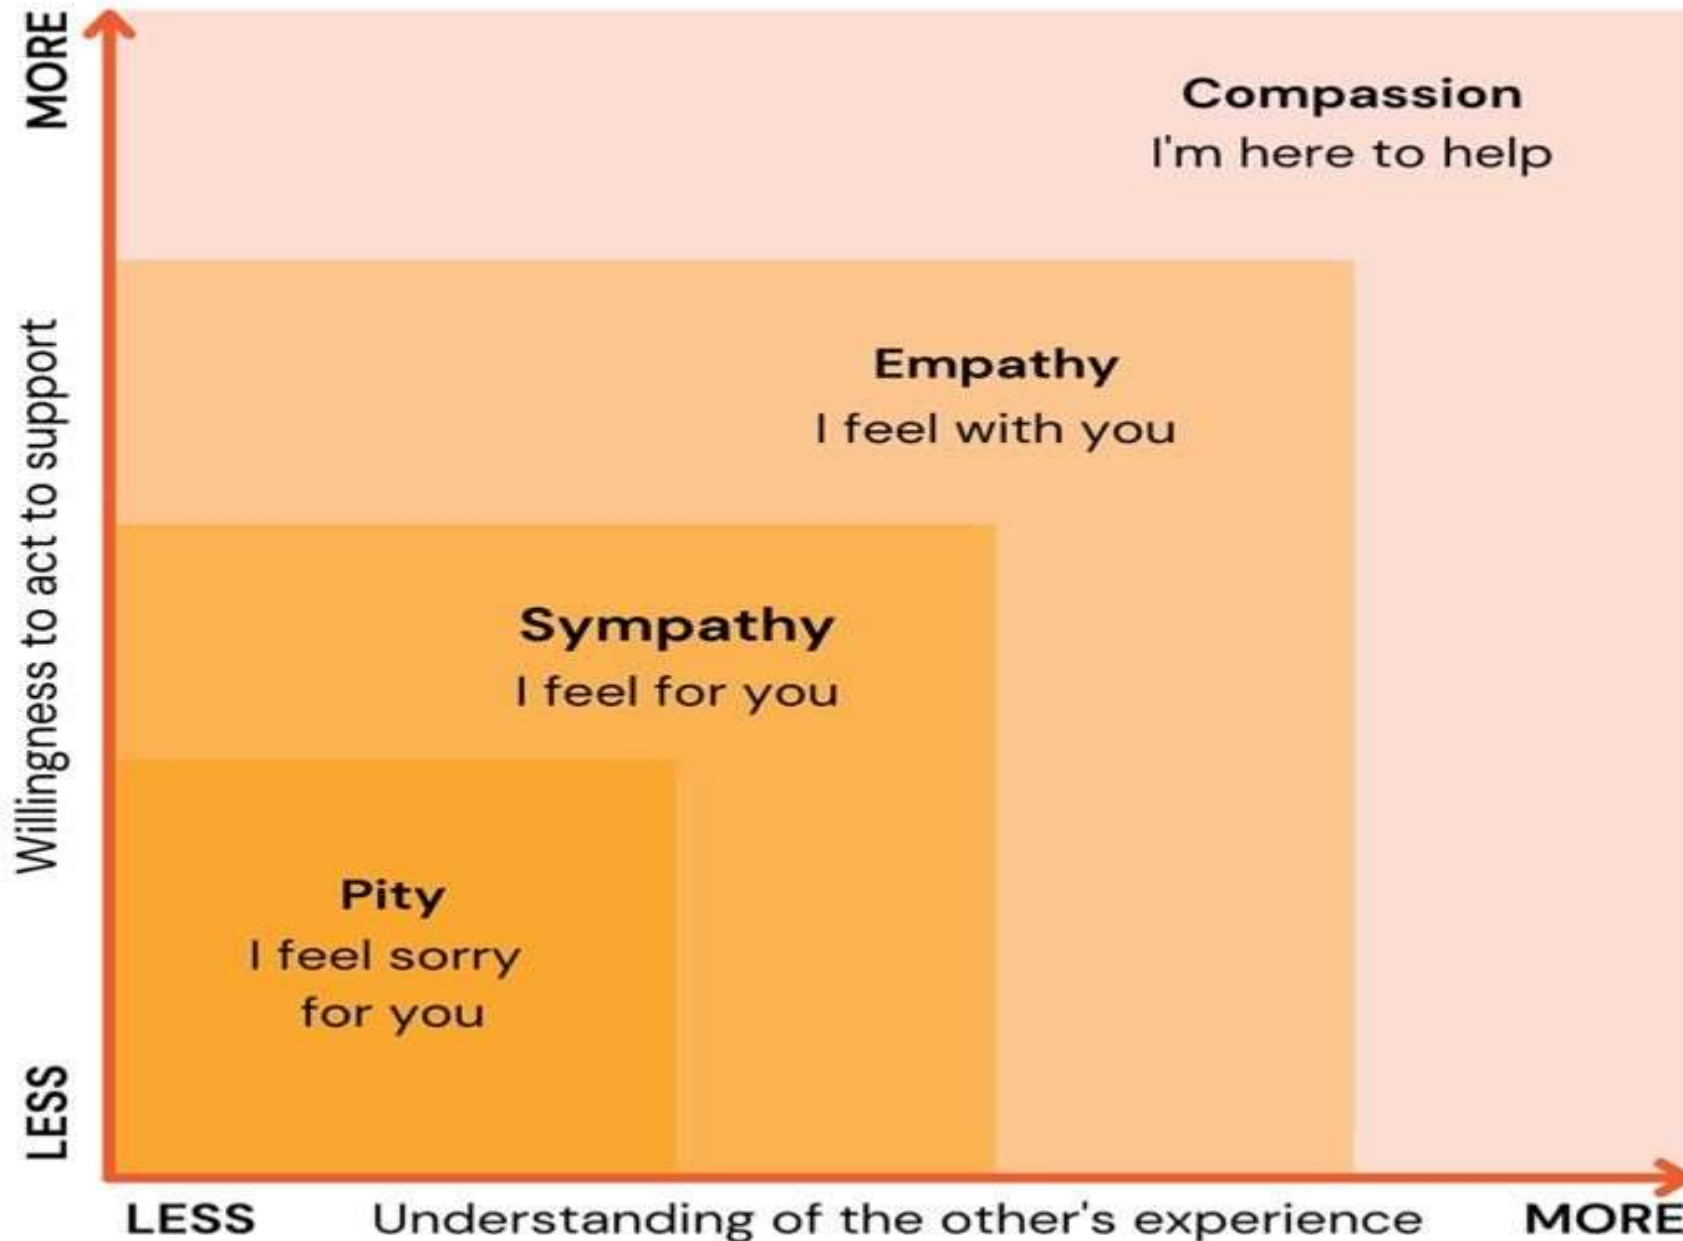 MORE
Compassion
I'm here to help
Empathy
I feel with you
Willingness to act to support
Sympathy
I feel for you
Pity
I feel sorry
for you
LESS
LESS
Understanding of the other's experience
MORE